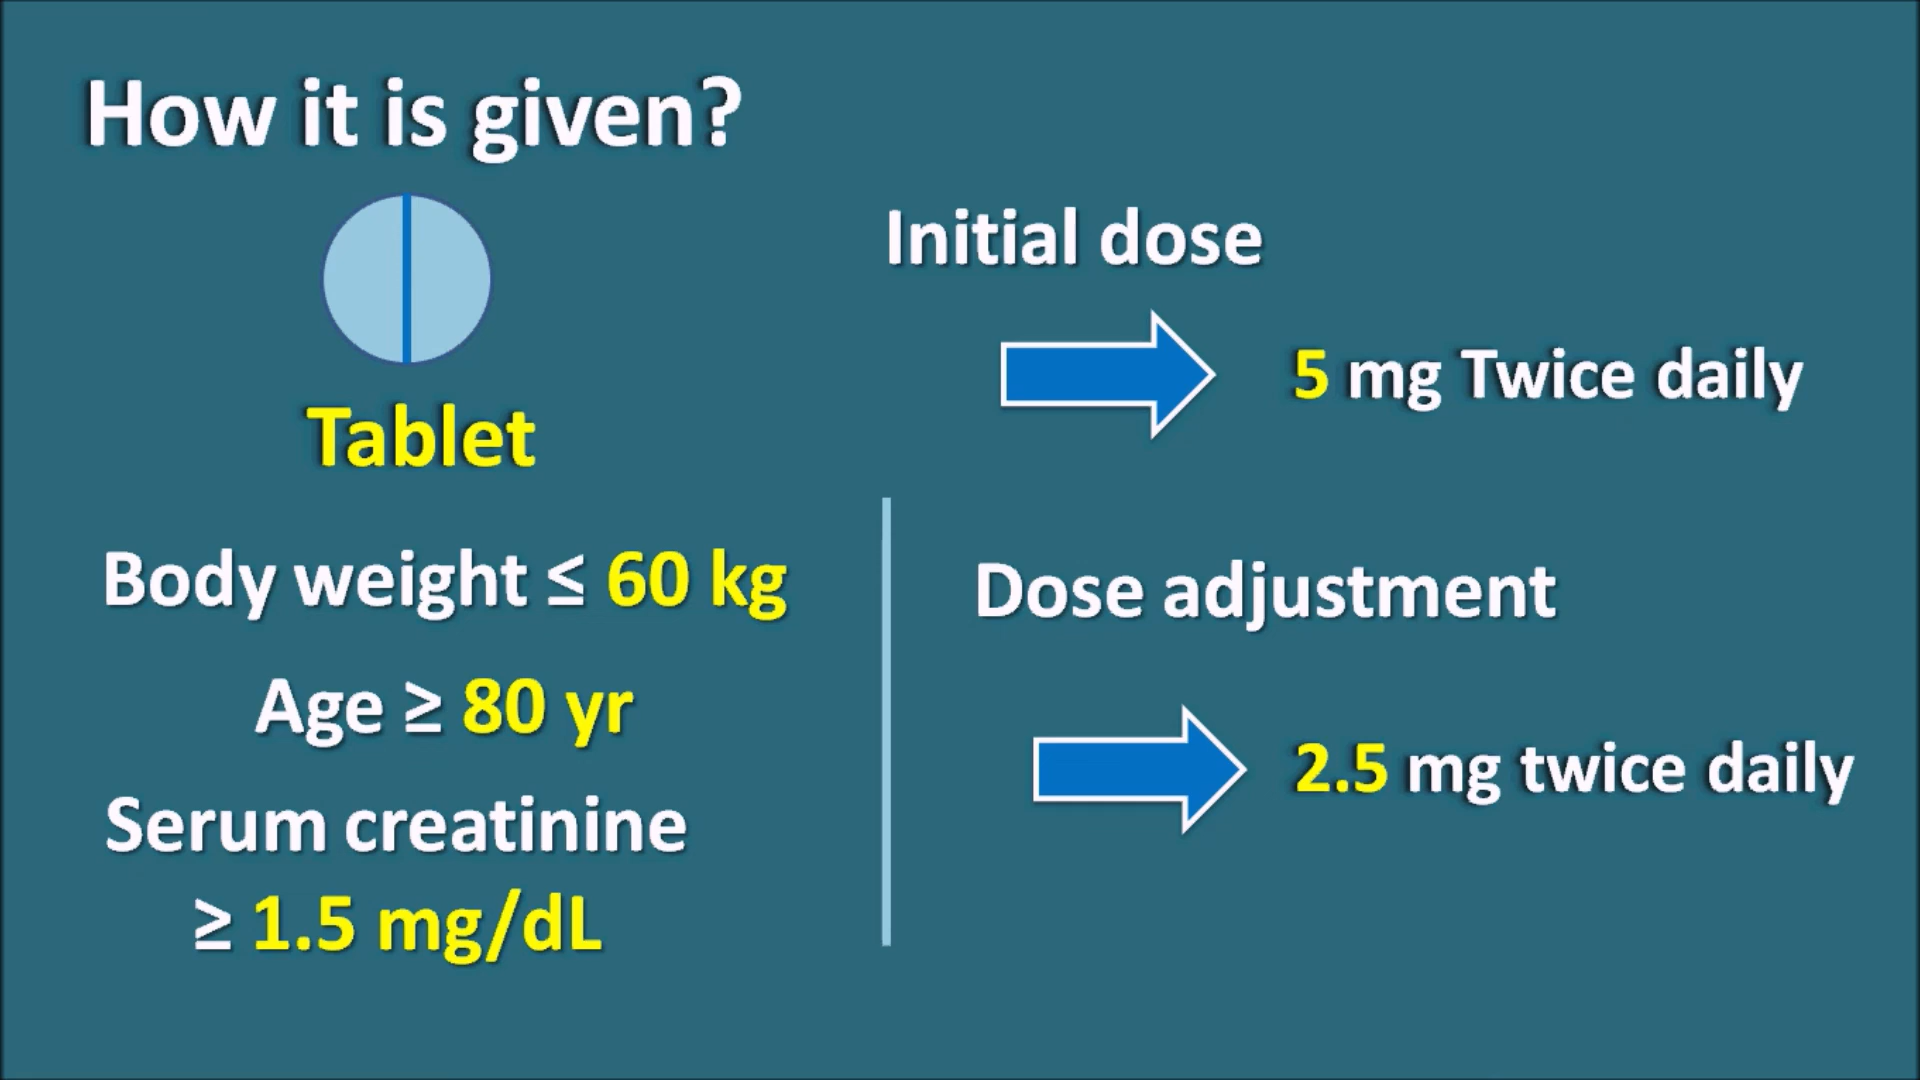 How it is given?
Tablet
Initial dose
5 mg Twice daily
Body weight ≤ 60 kg
Age ≥ 80 yr
Serum creatinine
≥ 1.5 mg/dL
Dose adjustment
2.5 mg twice daily